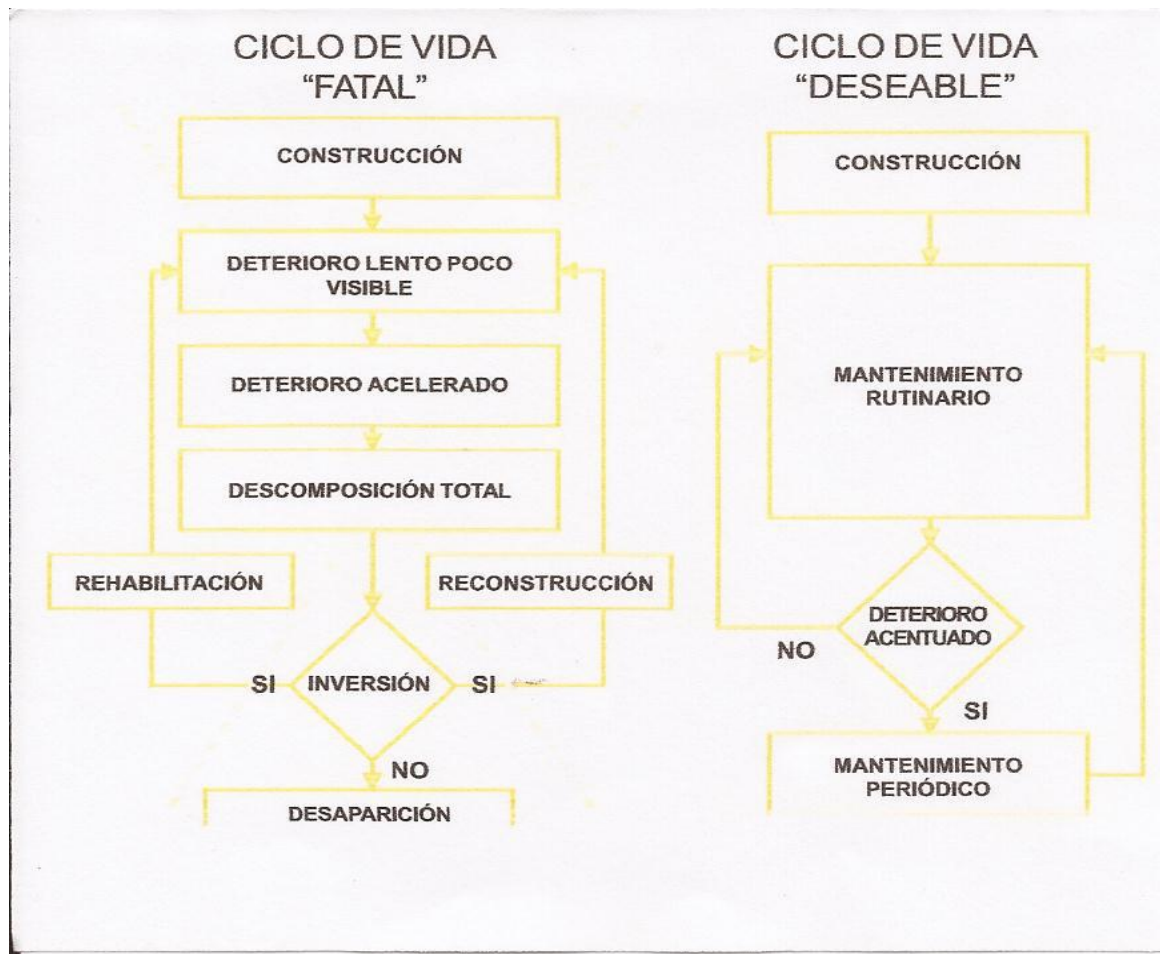 CICLO DE VIDA
“FATAL”
CONSTRUCCIÓN
DETERIORO LENTO POCO
VISIBLE
DETERIORO ACELERADO
DESCOMPOSICIÓN TOTAL
REHABILITACIÓN
RECONSTRUCCIÓN
SI
INVERSIÓN
SI
NO
DESAPARICIÓN
CICLO DE VIDA
“DESEABLE”
CONSTRUCCIÓN
MANTENIMIENTO
RUTINARIO
DETERIORO
ACENTUADO
NO
SI
MANTENIMIENTO
PERIÓDICO